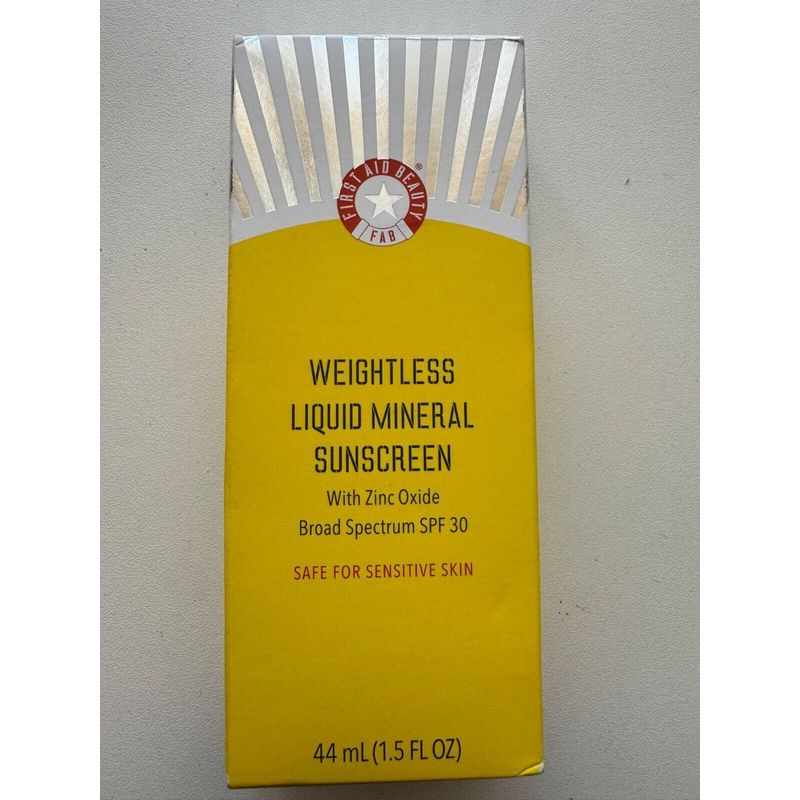 FIRST AID BEAUTY®
FAB
WEIGHTLESS
LIQUID MINERAL
SUNSCREEN
With Zinc Oxide
Broad Spectrum SPF 30
SAFE FOR SENSITIVE SKIN
44 mL (1.5 FL OZ)